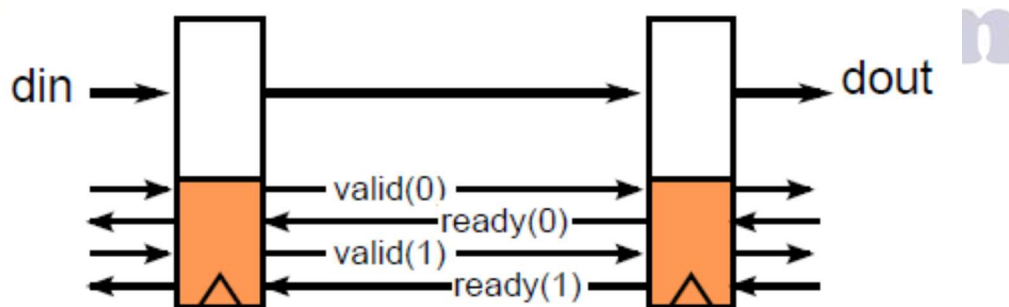 din
dout
valid(0)
ready(0)
valid(1)
ready(1)